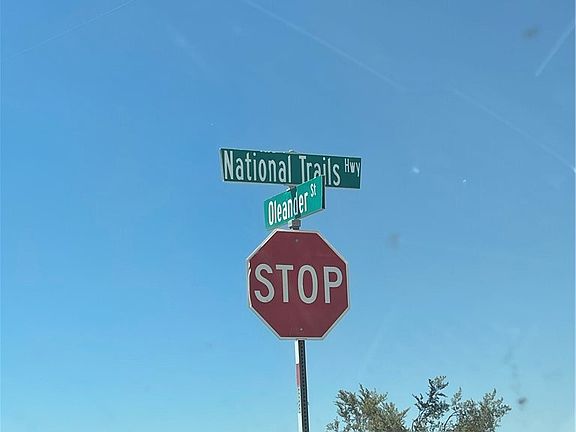 National Trails Hwy
Oleander St
STOP